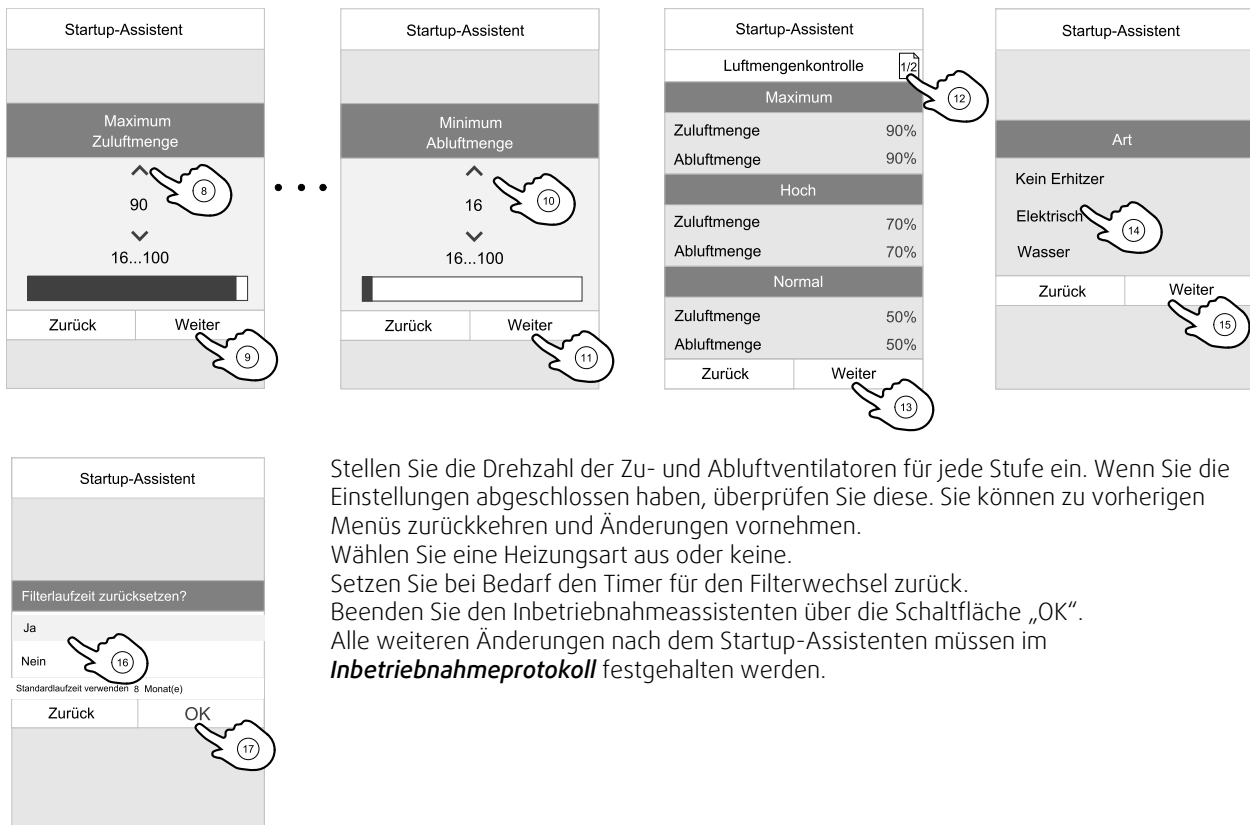 Startup-Assistent
Maximum
Zuluftmenge
8
90
16...100
Zurück Weiter
9
Startup-Assistent
Minimum
Abluftmenge
10
16
16...100
Zurück Weiter
11
Startup-Assistent
Luftmengenkontrolle 1/2
12
Maximum
Zuluftmenge 90%
Abluftmenge 90%
Hoch
Zuluftmenge 70%
Abluftmenge 70%
Normal
Zuluftmenge 50%
Abluftmenge 50%
Zurück Weiter
13
Startup-Assistent
Art
Kein Erhitzer
Elektrisch
14
Wasser
Zurück Weiter
15
Startup-Assistent
Filterlaufzeit zurücksetzen?
Ja
Nein
16
Standardlaufzeit verwenden 8 Monat(e)
Zurück OK
17
Stellen Sie die Drehzahl der Zu- und Abluftventilatoren für jede Stufe ein. Wenn Sie die
Einstellungen abgeschlossen haben, überprüfen Sie diese. Sie können zu vorherigen
Menüs zurückkehren und Änderungen vornehmen.
Wählen Sie eine Heizungsart aus oder keine.
Setzen Sie bei Bedarf den Timer für den Filterwechsel zurück.
Beenden Sie den Inbetriebnahmeassistenten über die Schaltfläche „OK“.
Alle weiteren Änderungen nach dem Startup-Assistenten müssen im
Inbetriebnahmeprotokoll festgehalten werden.